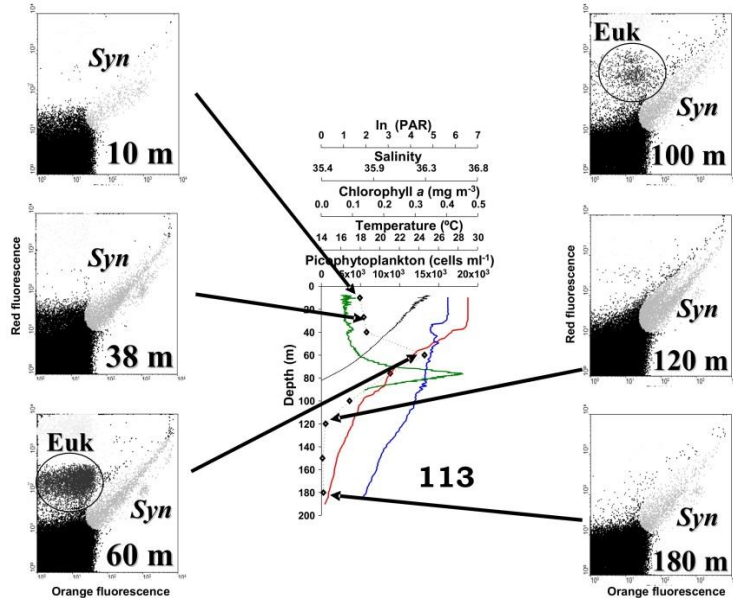 Syn
10 m
Red fluorescence
Syn
38 m
Euk
Syn
60 m
Orange fluorescence
ln (PAR)
0 1 2 3 4 5 6 7
Salinity
35.4 35.9 36.3 36.8
Chlorophyll a (mg m⁻³)
0.0 0.1 0.2 0.3 0.4 0.5
Temperature (ºC)
14 16 18 20 22 24 26 28 30
Picophytoplankton (cells ml⁻¹)
0 5x10³ 10x10³ 15x10³ 20x10³
Depth (m)
0
20
40
60
80
100
120
140
160
180
200
113
Euk
Syn
100 m
Red fluorescence
Syn
120 m
Syn
180 m
Orange fluorescence